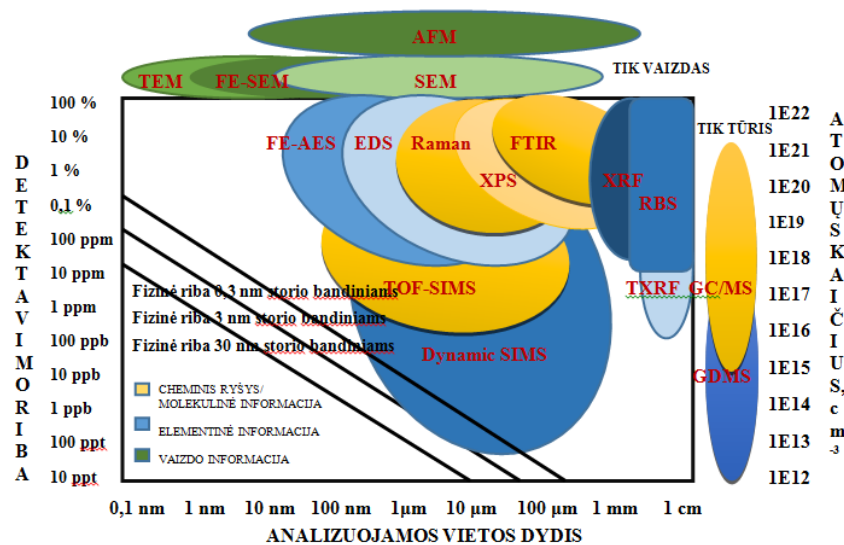 AFM
TIK VAIZDAS
TEM
FE-SEM
SEM
100 %
10 %
1 %
0,1 %
100 ppm
10 ppm
1 ppm
100 ppb
10 ppb
1 ppb
100 ppt
10 ppt
DETEKTAVIMORIBA
FE-AES
EDS
Raman
FTIR
XPS
XRF
RBS
TIK TŪRIS
TOF-SIMS
TXRF
GC/MS
Dynamic SIMS
GDMS
Fizinė riba 0,3 nm storio bandiniams
Fizinė riba 3 nm storio bandiniams
Fizinė riba 30 nm storio bandiniams
CHEMINIS RYŠYS/
MOLEKULINĖ INFORMACIJA
ELEMENTINĖ INFORMACIJA
VAIZDO INFORMACIJA
1E22
1E21
1E20
1E19
1E18
1E17
1E16
1E15
1E14
1E13
1E12
ATOMŲSKAIČIUS, cm-3
0,1 nm
1 nm
10 nm
100 nm
1µm
10 µm
100 µm
1 mm
1 cm
ANALIZUOJAMOS VIETOS DYDIS